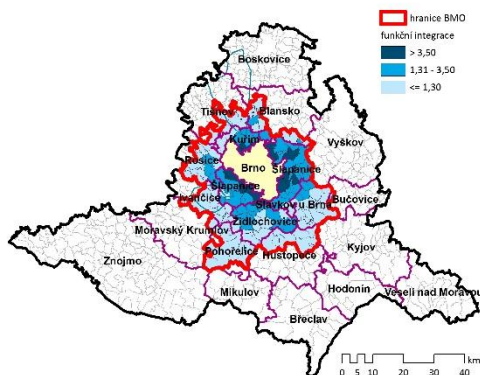 hranice BMO
funkční integrace
> 3,50
1,31 - 3,50
<= 1,30
Boskovice
Tišnov
Blansko
Kuřim
Vyškov
Rosice
Brno
Šlapanice
Šlapanice
Ivančice
Slavkov u Brna
Bučovice
Židlochovice
Moravský Krumlov
Kyjov
Znojmo
Pohořelice
Hustopeče
Mikulov
Hodonín
Veselí nad Moravou
Břeclav
km
0 5 10 20 30 40